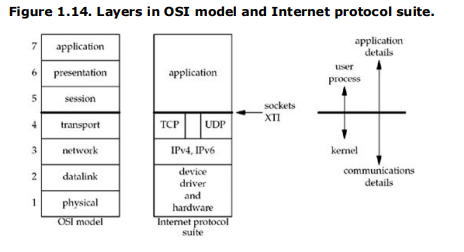 Figure 1.14. Layers in OSI model and Internet protocol suite.
7 application
6 presentation
5 session
4 transport
3 network
2 datalink
1 physical
OSI model
application
TCP UDP
IPv4, IPv6
device
driver
and
hardware
Internet protocol
suite
sockets
XTI
application
details
user
process
kernel
communications
details